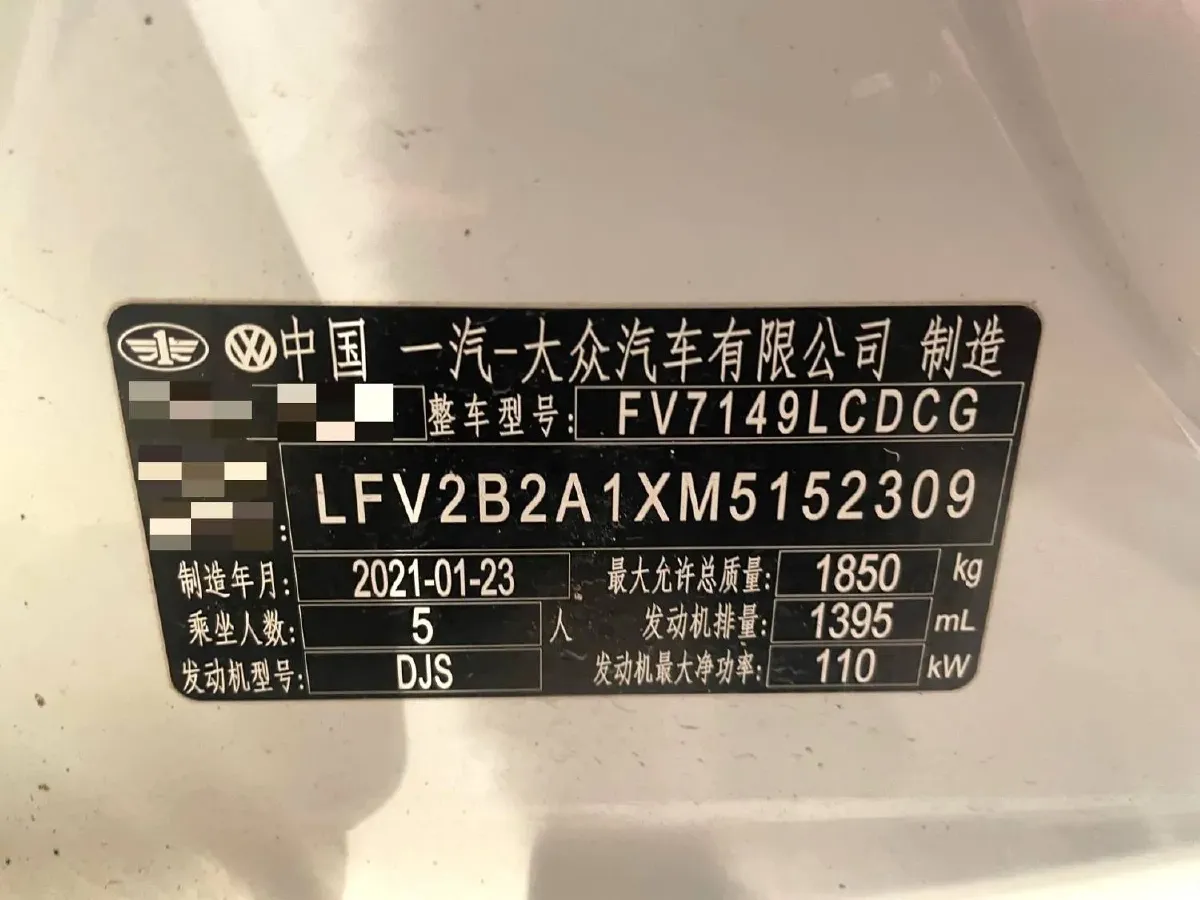 中国 一汽-大众汽车有限公司 制造
整车型号: FV7149LCDCG
LFV2B2A1XM5152309
制造年月: 2021-01-23 最大允许总质量: 1850 kg
乘坐人数: 5 人 发动机排量: 1395 mL
发动机型号: DJS 发动机最大净功率: 110 kW